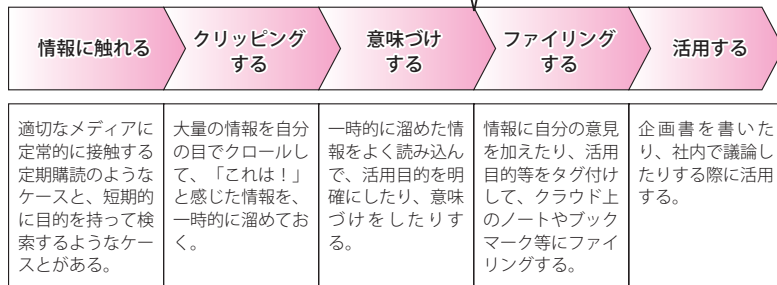 情報に触れる
クリッピング
する
意味づけ
する
ファイリング
する
活用する
適切なメディアに
定常的に接触する
定期購読のような
ケースと、短期的
に目的を持って検
索するようなケー
スとがある。
大量の情報を自分
の目でクロールし
て、「これは！」
と感じた情報を、
一時的に溜めてお
く。
一時的に溜めた情
報をよく読み込ん
で、活用目的を明
確にしたり、意味
づけをしたりす
る。
情報に自分の意見
を加えたり、活用
目的等をタグ付け
して、クラウド上
のノートやブック
マーク等にファイ
リングする。
企画書を書いた
り、社内で議論し
たりする際に活用
する。